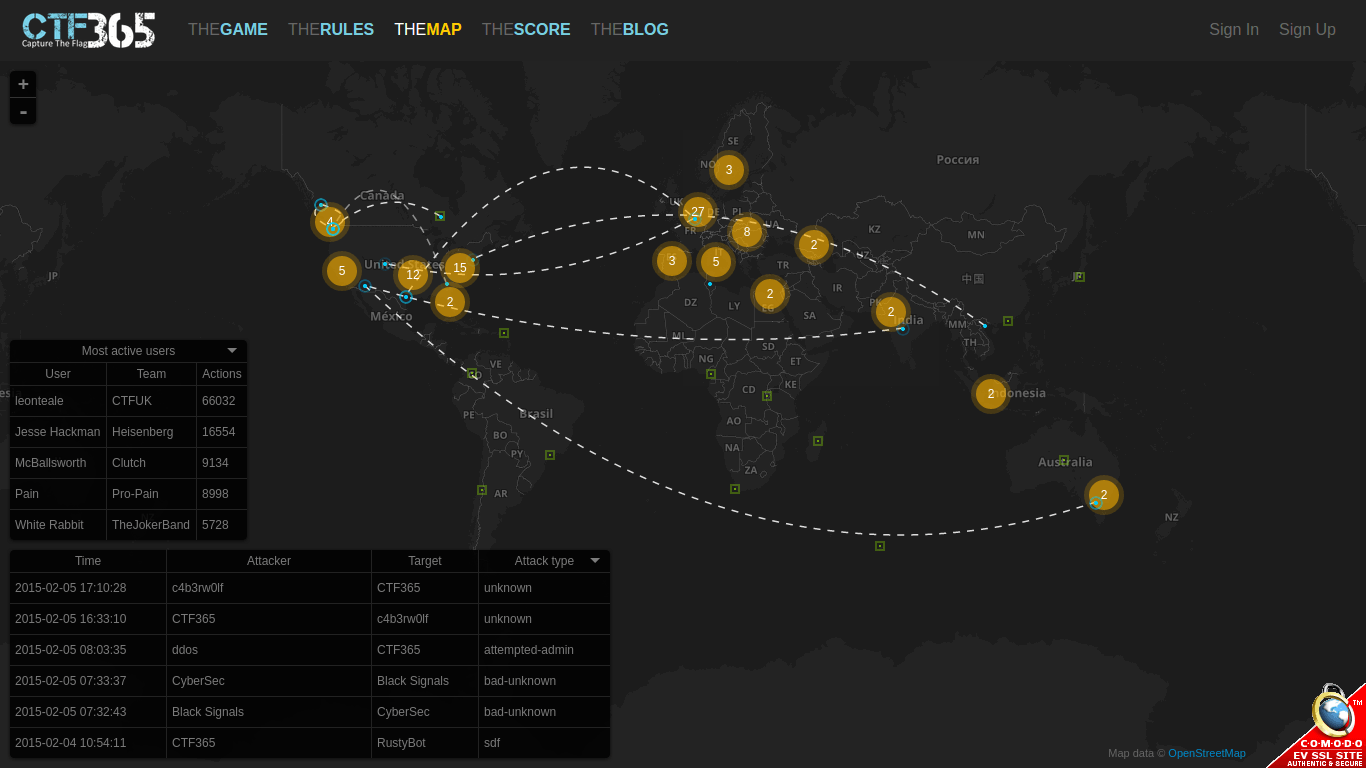 CTF365
Capture The Flag
THEGAME THERULES THEMAP THESCORE THEBLOG
Sign In Sign Up
+
-
SE
NO
3
Россия
Canada
UK
27
DE
PL
4
FR
UA
8
KZ
MN
2
United States
5
12
15
3
5
TR
UZ
中国
JP
JP
2
DZ
LY
2
EG
IR
PK
SA
2
India
México
MM
TH
ML
SD
NG
ET
VE
CO
CD
KE
2
Indonesia
PE
Brasil
AO
BO
NA
PY
ZA
Australia
AR
2
NZ
Most active users
User Team Actions
leonteale CTFUK 66032
Jesse Hackman Heisenberg 16554
McBallsworth Clutch 9134
Pain Pro-Pain 8998
White Rabbit TheJokerBand 5728
Time Attacker Target Attack type
2015-02-05 17:10:28 c4b3rw0lf CTF365 unknown
2015-02-05 16:33:10 CTF365 c4b3rw0lf unknown
2015-02-05 08:03:35 ddos CTF365 attempted-admin
2015-02-05 07:33:37 CyberSec Black Signals bad-unknown
2015-02-05 07:32:43 Black Signals CyberSec bad-unknown
2015-02-04 10:54:11 CTF365 RustyBot sdf
Map data © OpenStreetMap
TM
C·O·M·O·D·O
EV SSL SITE
AUTHENTIC & SECURE